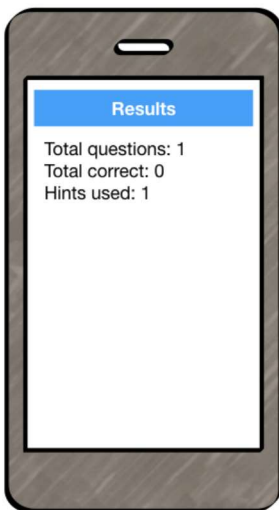 Results
Total questions: 1
Total correct: 0
Hints used: 1